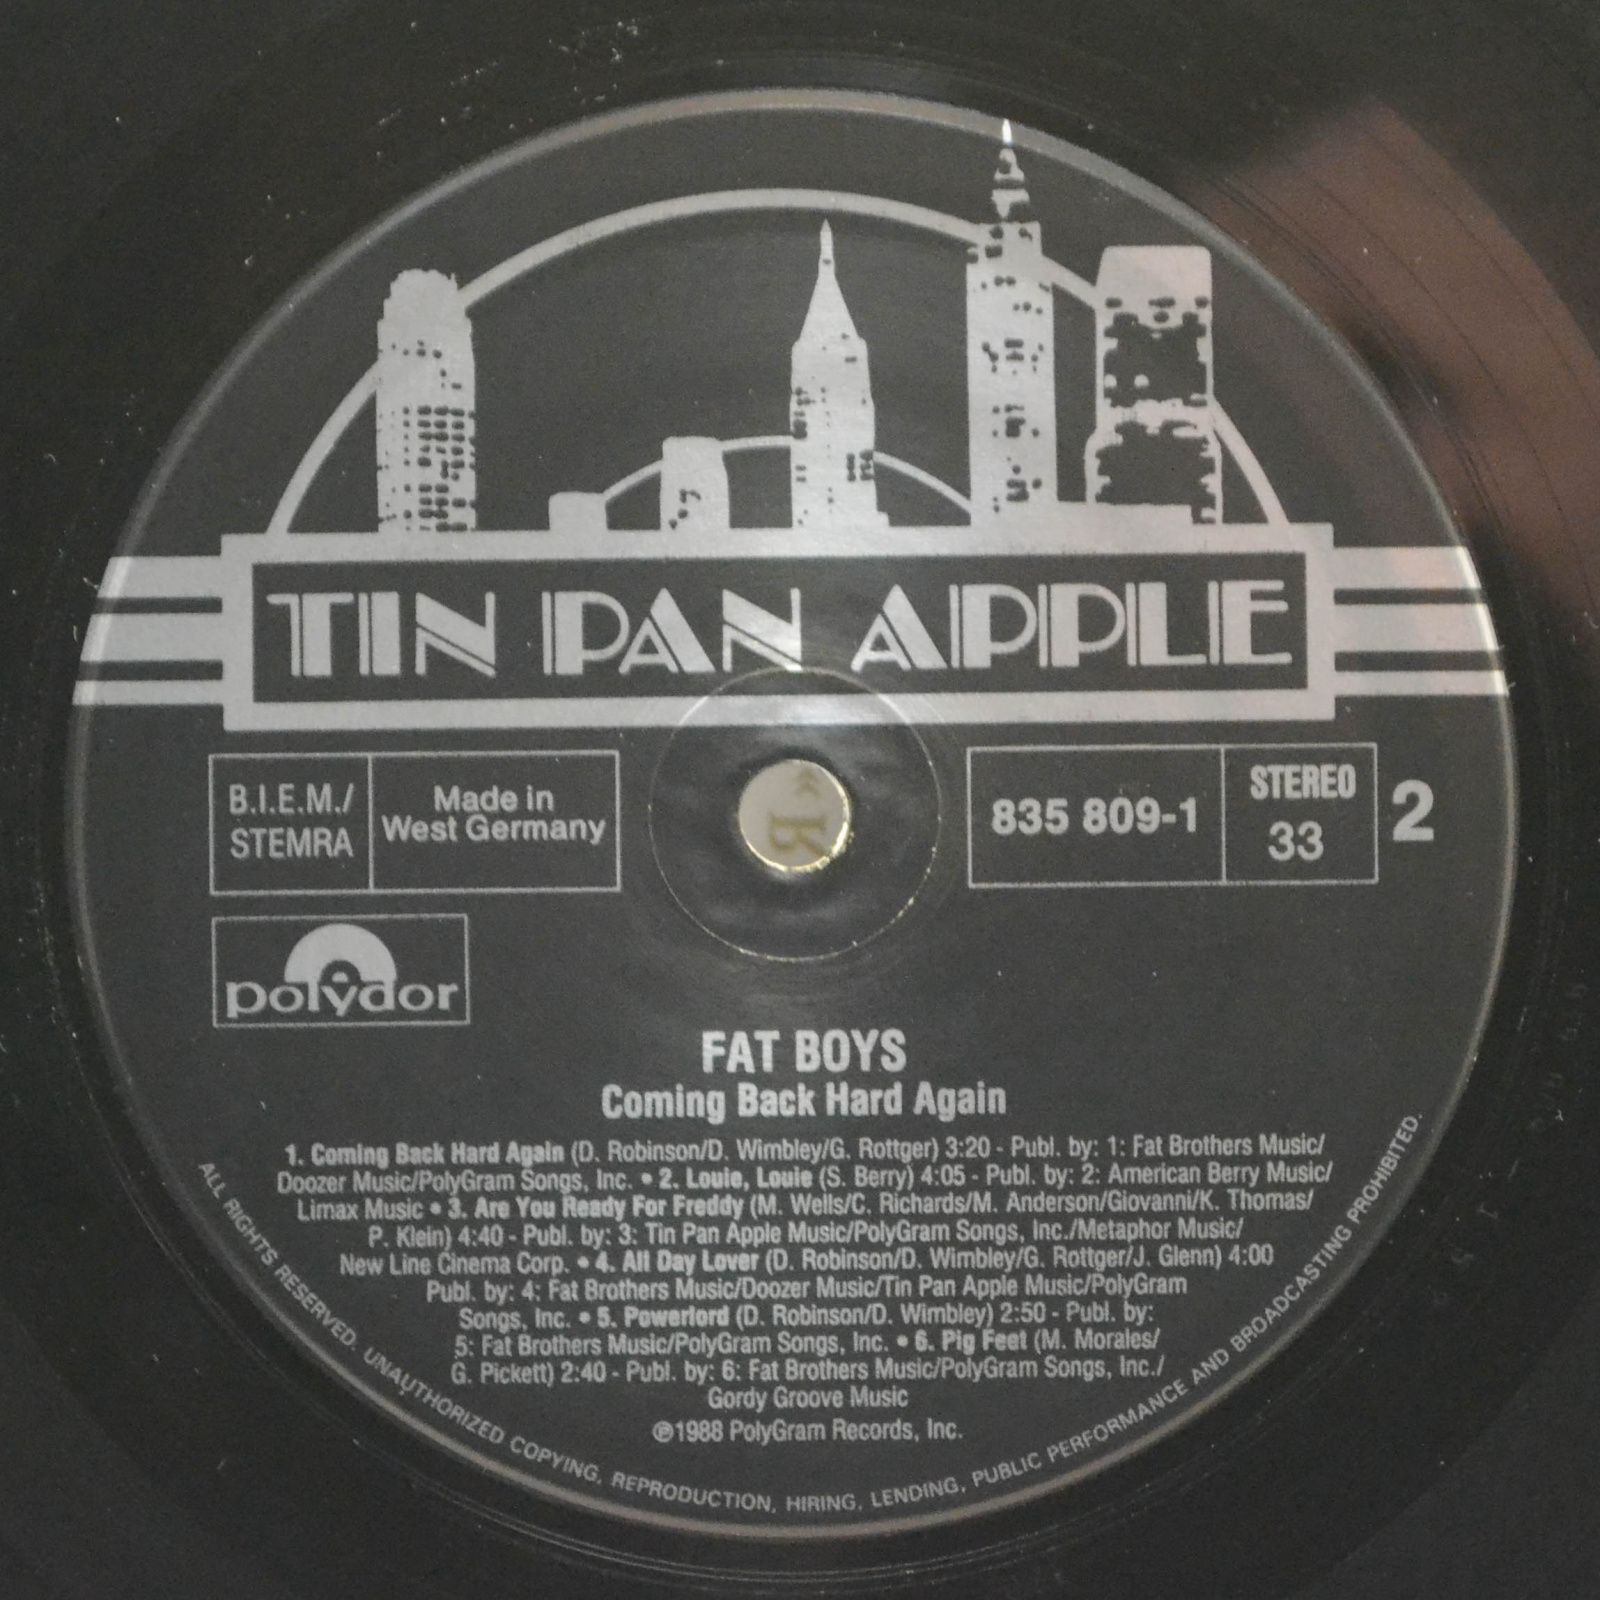 TIN PAN APPLE
B.I.E.M./
STEMRA
Made in
West Germany
835 809-1
STEREO
33
2
polydor
FAT BOYS
Coming Back Hard Again
1. Coming Back Hard Again (D. Robinson/D. Wimbley/G. Rottger) 3:20 - Publ. by: 1: Fat Brothers Music/
Doozer Music/PolyGram Songs, Inc. • 2. Louie, Louie (S. Berry) 4:05 - Publ. by: 2: American Berry Music/
Limax Music • 3. Are You Ready For Freddy (M. Wells/C. Richards/M. Anderson/Giovanni/K. Thomas/
P. Klein) 4:40 - Publ. by: 3: Tin Pan Apple Music/PolyGram Songs, Inc./Metaphor Music/
New Line Cinema Corp. • 4. All Day Lover (D. Robinson/D. Wimbley/G. Rottger/J. Glenn) 4:00
Publ. by: 4: Fat Brothers Music/Doozer Music/Tin Pan Apple Music/PolyGram
Songs, Inc. • 5. Powerlord (D. Robinson/D. Wimbley) 2:50 - Publ. by:
5: Fat Brothers Music/PolyGram Songs, Inc. • 6. Pig Feet (M. Morales/
G. Pickett) 2:40 - Publ. by: 6: Fat Brothers Music/PolyGram Songs, Inc./
Gordy Groove Music
℗1988 PolyGram Records, Inc.
ALL RIGHTS RESERVED. UNAUTHORIZED COPYING, REPRODUCTION, HIRING, LENDING, PUBLIC PERFORMANCE AND BROADCASTING PROHIBITED.